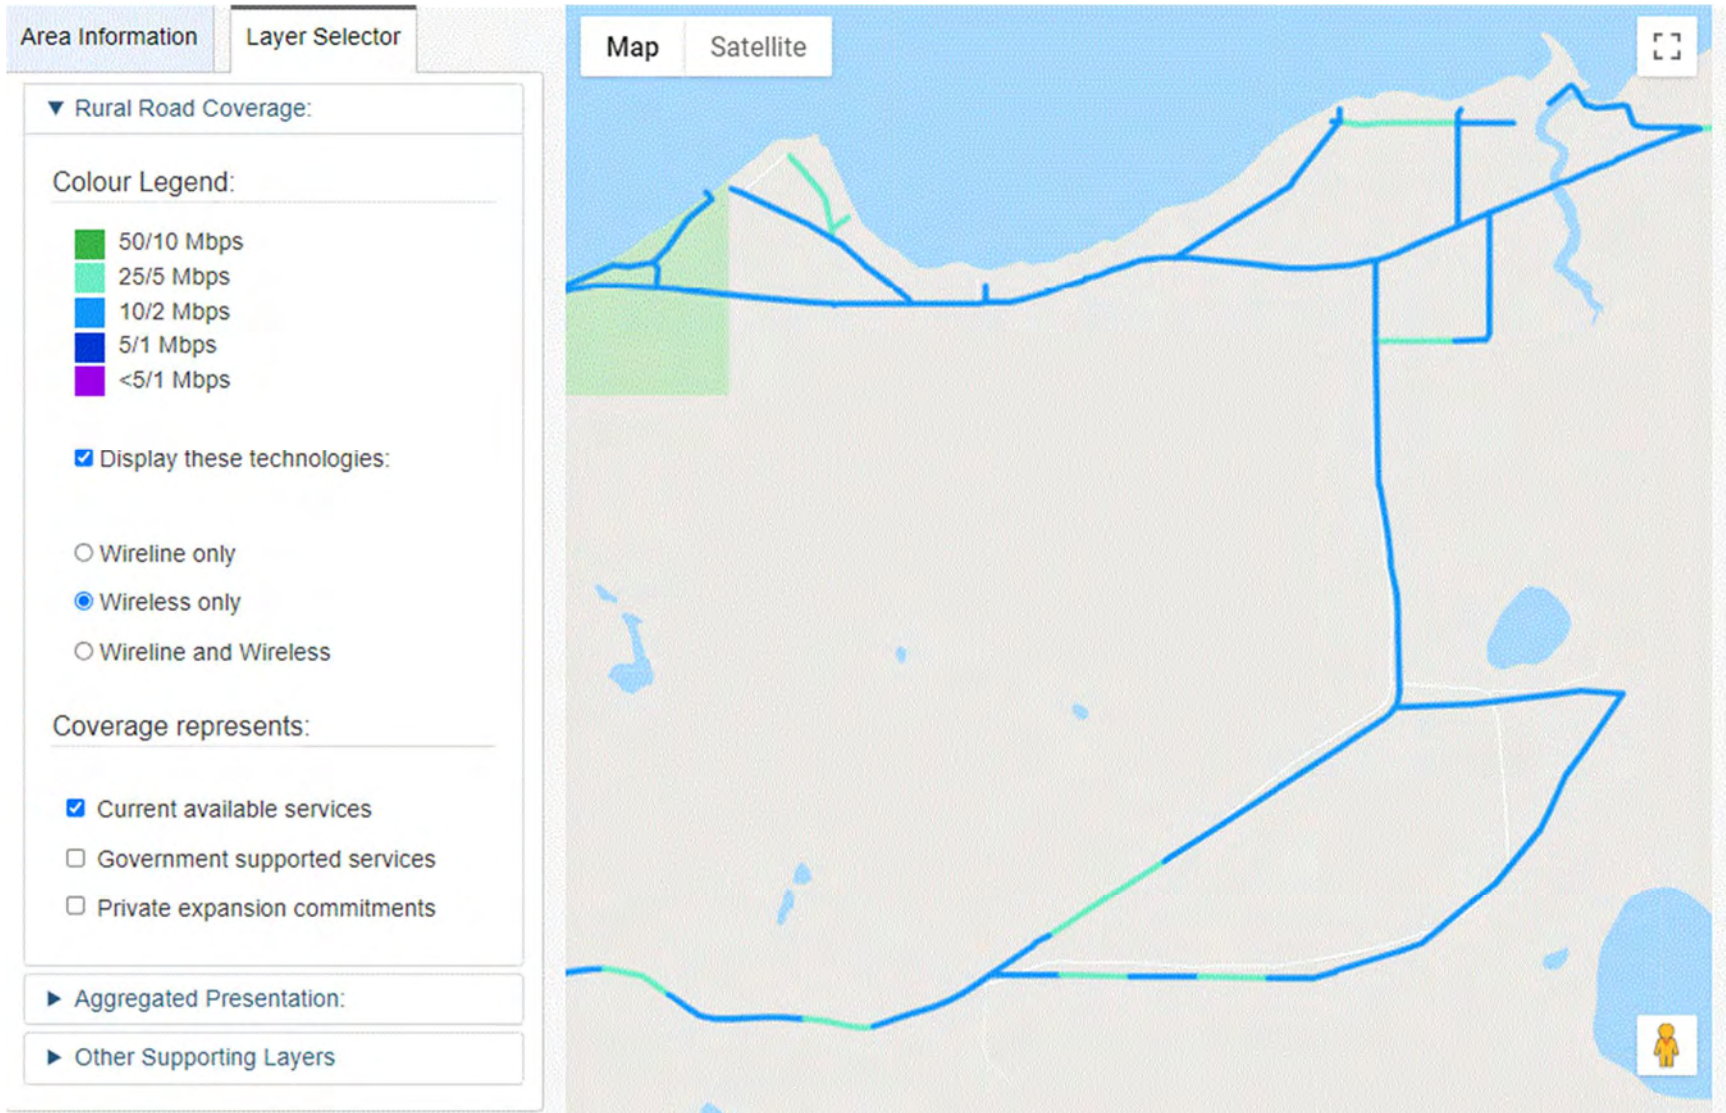 Area Information
Layer Selector
Rural Road Coverage:
Colour Legend:
50/10 Mbps
25/5 Mbps
10/2 Mbps
5/1 Mbps
<5/1 Mbps
Display these technologies:
Wireline only
Wireless only
Wireline and Wireless
Coverage represents:
Current available services
Government supported services
Private expansion commitments
Aggregated Presentation:
Other Supporting Layers
Map
Satellite